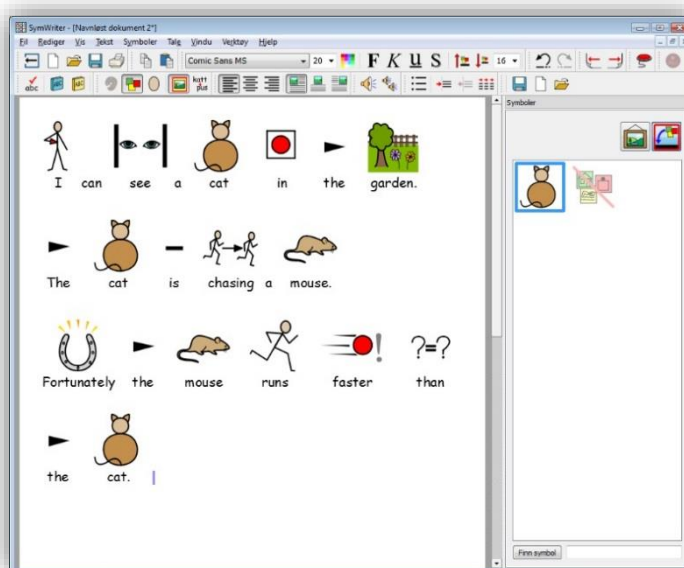 SymWriter - [Navnløst dokument 2*]
Fil Rediger Vis Tekst Symboler Tale Vindu Verktøy Hjelp
Comic Sans MS 20 F K U S 16
abc katt plus
Symboler
I can see a cat in the garden.
The cat is chasing a mouse.
!
?=?
Fortunately the mouse runs faster than
the cat.
Finn symbol